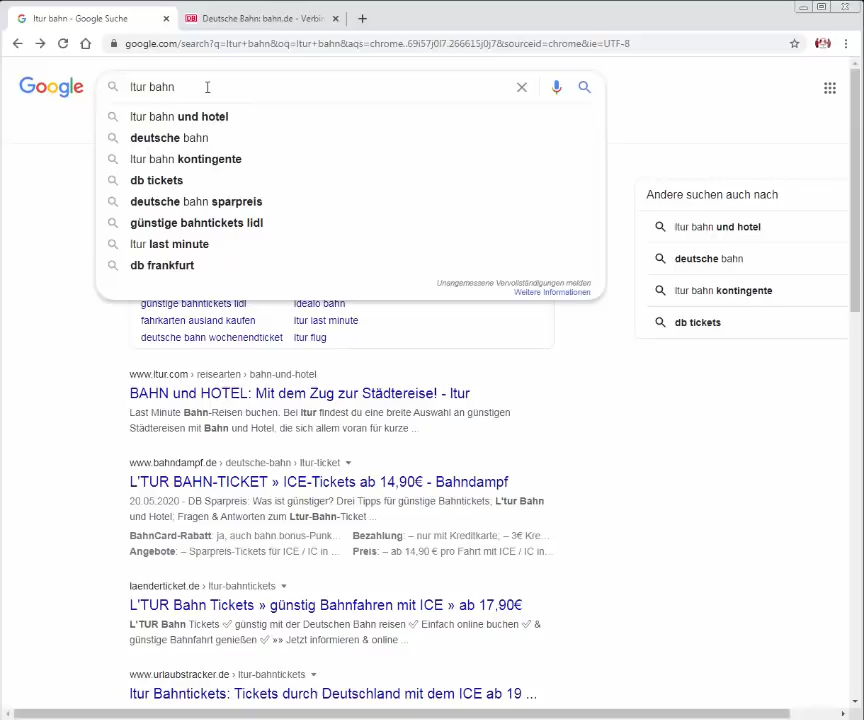 ltur bahn - Google Suche
DB Deutsche Bahn: bahn.de - Verbin
google.com/search?q=ltur+bahn&oq=ltur+bahn&aqs=chrome..69i57j0l7.266615j0j7&sourceid=chrome&ie=UTF-8
Google
ltur bahn
ltur bahn und hotel
deutsche bahn
ltur bahn kontingente
db tickets
deutsche bahn sparpreis
günstige bahntickets lidl
ltur last minute
db frankfurt
Unangemessene Vervollständigungen melden
Weitere Informationen
Andere suchen auch nach
ltur bahn und hotel
deutsche bahn
ltur bahn kontingente
db tickets
günstige bahntickets lidl idealo bahn
fahrkarten ausland kaufen ltur last minute
deutsche bahn wochenendticket ltur flug
www.ltur.com › reisearten › bahn-und-hotel
BAHN und HOTEL: Mit dem Zug zur Städtereise! - ltur
Last Minute Bahn-Reisen buchen. Bei ltur findest du eine breite Auswahl an günstigen
Städtereisen mit Bahn und Hotel, die sich allem voran für kurze ...
www.bahndampf.de › deutsche-bahn › ltur-ticket
L'TUR BAHN-TICKET » ICE-Tickets ab 14,90€ - Bahndampf
20.05.2020 - DB Sparpreis: Was ist günstiger? Drei Tipps für günstige Bahntickets; L'tur Bahn
und Hotel; Fragen & Antworten zum Ltur-Bahn-Ticket ...
BahnCard-Rabatt: ja, auch bahn.bonus-Punk... Bezahlung: – nur mit Kreditkarte; – 3€ Kre...
Angebote: – Sparpreis-Tickets für ICE / IC in ... Preis: – ab 14,90 € pro Fahrt mit ICE / IC in...
laenderticket.de › ltur-bahntickets
L'TUR Bahn Tickets » günstig Bahnfahren mit ICE » ab 17,90€
L'TUR Bahn Tickets ✅ günstig mit der Deutschen Bahn reisen ✅ Einfach online buchen ✅ &
günstige Bahnfahrt genießen ✅ »» Jetzt informieren & online ...
www.urlaubstracker.de › ltur-bahntickets
ltur Bahntickets: Tickets durch Deutschland mit dem ICE ab 19 ...